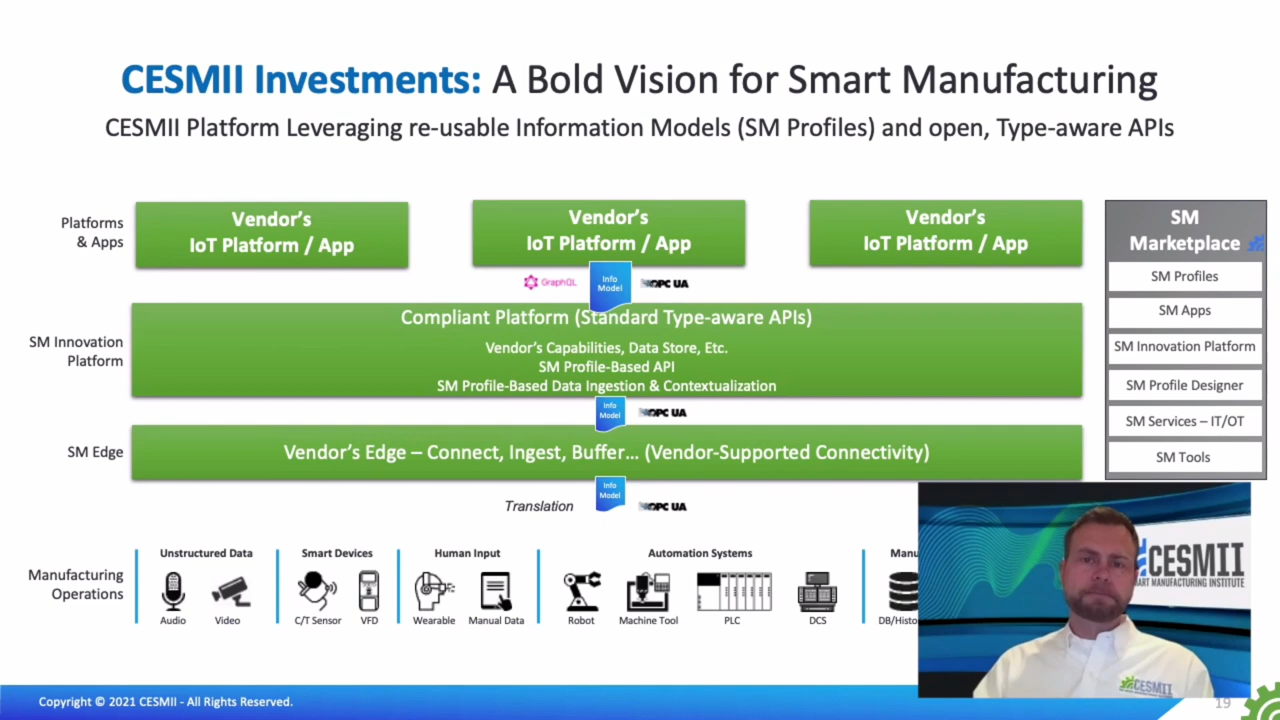 CESMII Investments: A Bold Vision for Smart Manufacturing
CESMII Platform Leveraging re-usable Information Models (SM Profiles) and open, Type-aware APIs
Platforms
& Apps
Vendor's
IoT Platform / App
Vendor's
IoT Platform / App
Vendor's
IoT Platform / App
GraphQL
Info
Model
OPC UA
SM Innovation
Platform
Compliant Platform (Standard Type-aware APIs)
Vendor's Capabilities, Data Store, Etc.
SM Profile-Based API
SM Profile-Based Data Ingestion & Contextualization
Info
Model
OPC UA
SM Edge
Vendor's Edge – Connect, Ingest, Buffer... (Vendor-Supported Connectivity)
Translation
Info
Model
OPC UA
SM
Marketplace
SM Profiles
SM Apps
SM Innovation Platform
SM Profile Designer
SM Services – IT/OT
SM Tools
Manufacturing
Operations
Unstructured Data
Audio
Video
Smart Devices
C/T Sensor
VFD
Human Input
Wearable
Manual Data
Automation Systems
Robot
Machine Tool
PLC
DCS
Manu
DB/Histo
CESMII
SMART MANUFACTURING INSTITUTE
CESMII
Copyright © 2021 CESMII - All Rights Reserved.
19